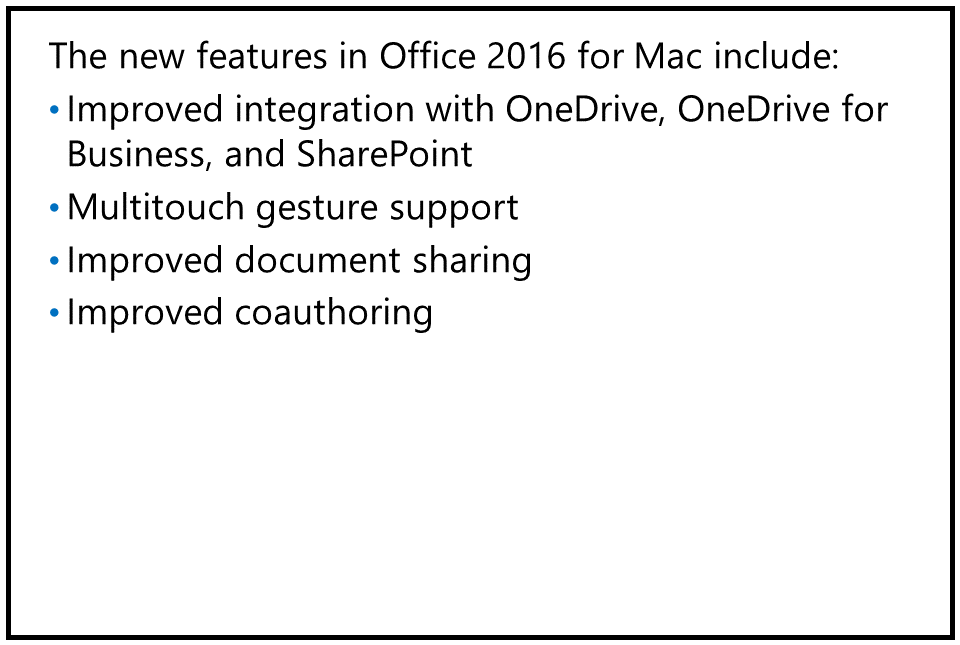 The new features in Office 2016 for Mac include:
• Improved integration with OneDrive, OneDrive for
Business, and SharePoint
• Multitouch gesture support
• Improved document sharing
• Improved coauthoring